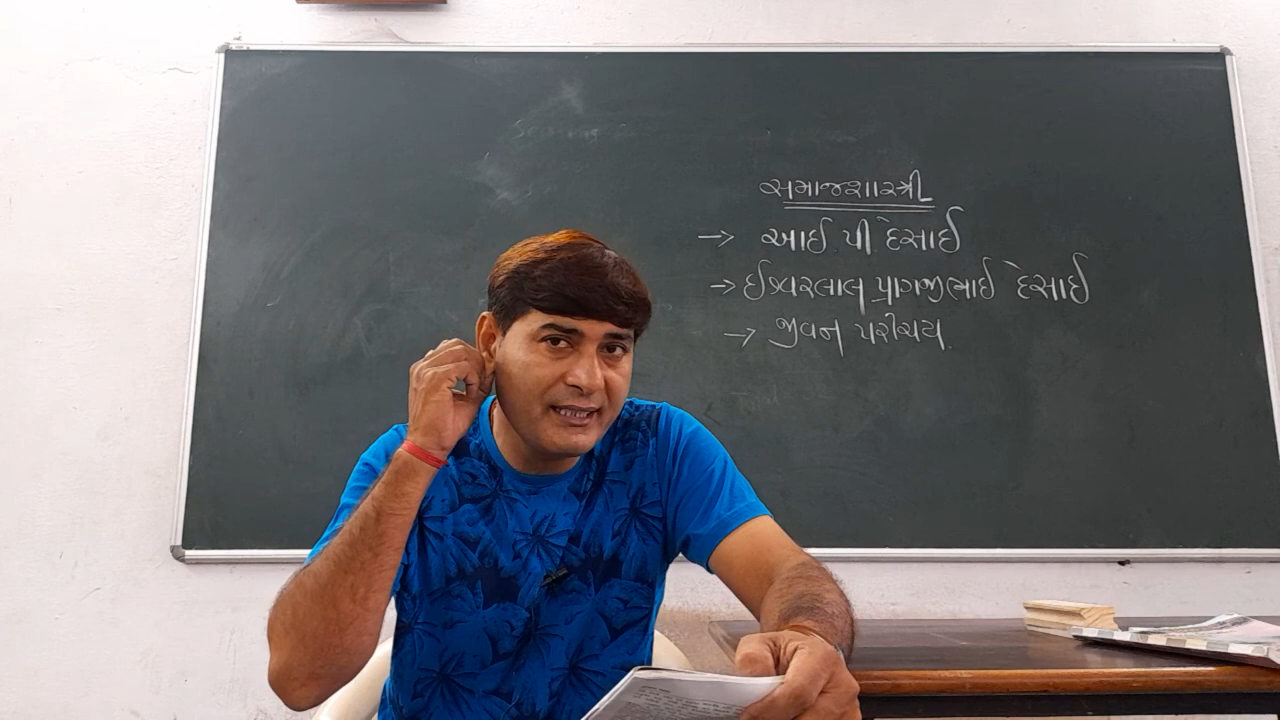 સમાજશાસ્ત્રી
→ આઈ પી દેસાઈ
→ ઈશ્વરલાલ પ્રાગજીભાઈ દેસાઈ
→ જીવન પરીચય.